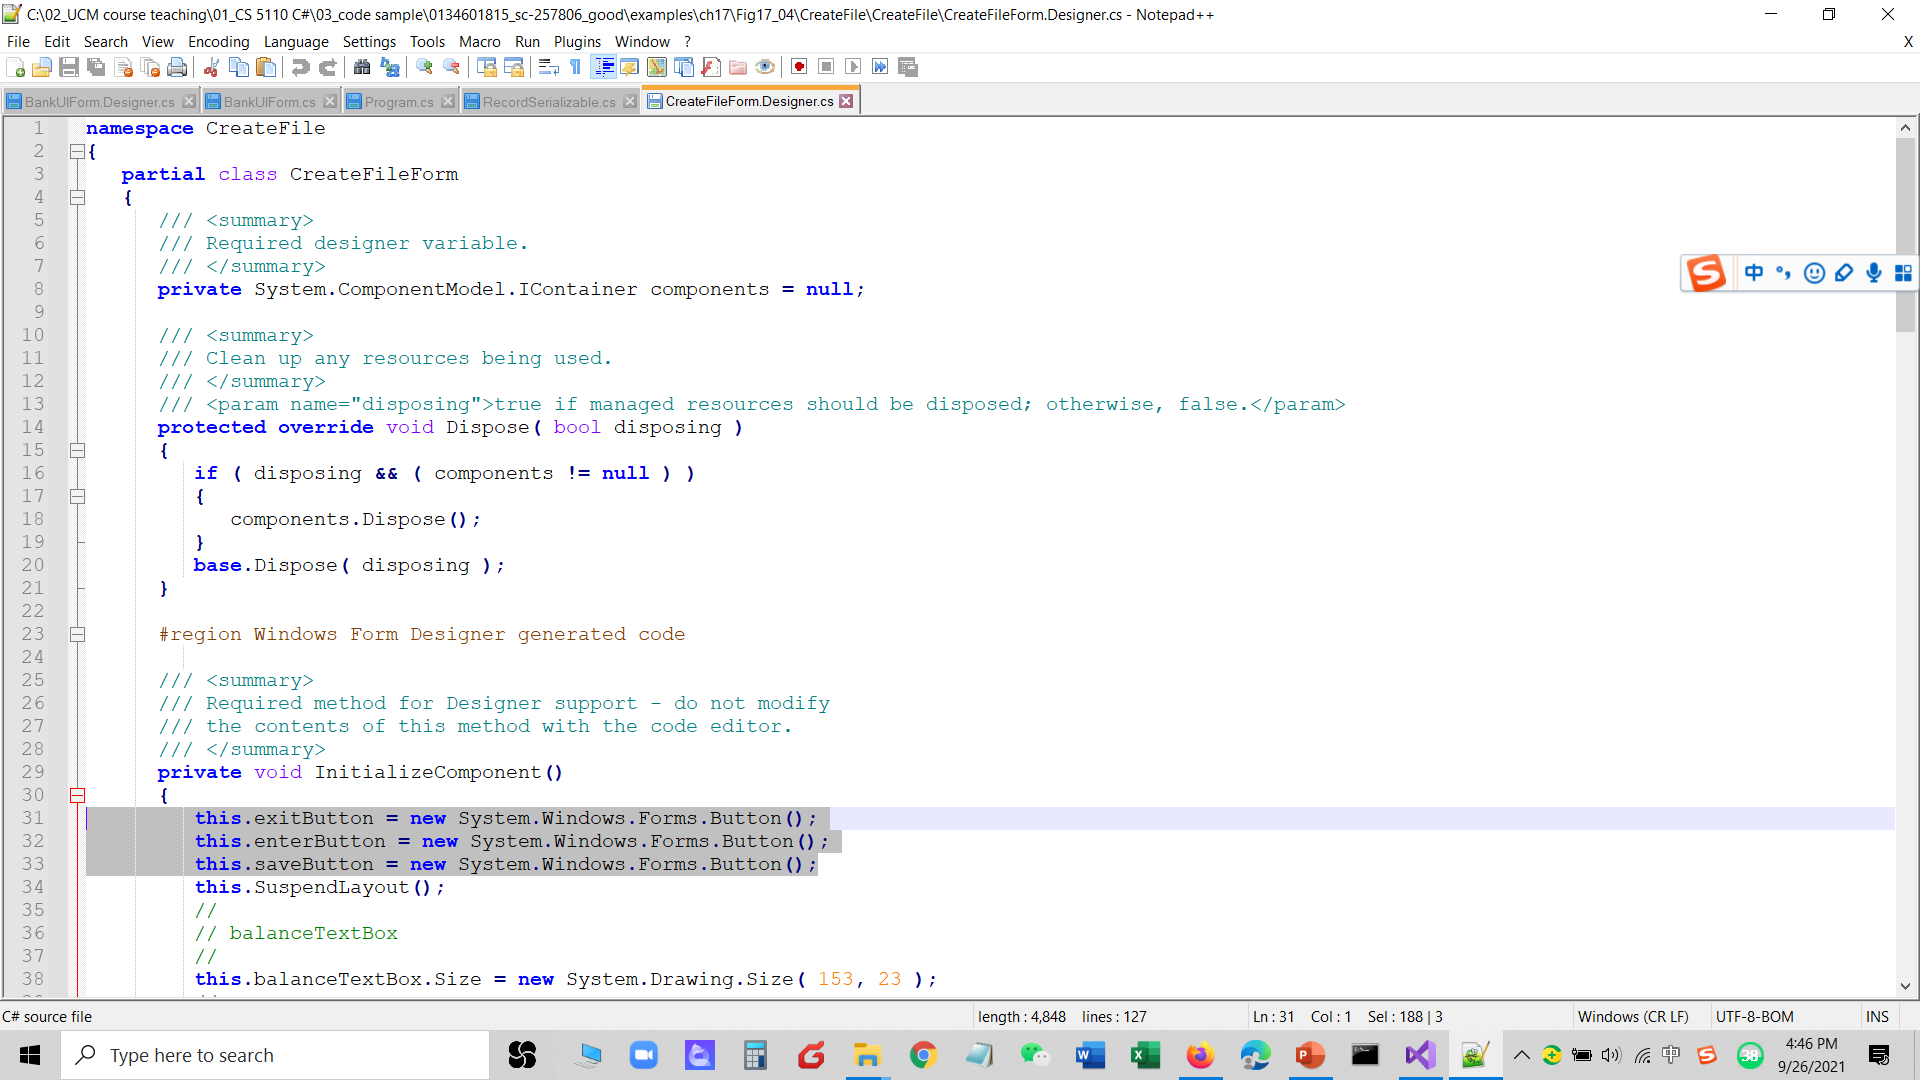 C:\02_UCM course teaching\01_CS 5110 C#\03_code sample\0134601815_sc-257806_good\examples\ch17\Fig17_04\CreateFile\CreateFile\CreateFileForm.Designer.cs - Notepad++
File Edit Search View Encoding Language Settings Tools Macro Run Plugins Window ? X
BankUIForm.Designer.cs BankUIForm.cs Program.cs RecordSerializable.cs CreateFileForm.Designer.cs
1 namespace CreateFile
2 {
3 partial class CreateFileForm
4 {
5 /// <summary>
6 /// Required designer variable.
7 /// </summary>
8 private System.ComponentModel.IContainer components = null;
9
10 /// <summary>
11 /// Clean up any resources being used.
12 /// </summary>
13 /// <param name="disposing">true if managed resources should be disposed; otherwise, false.</param>
14 protected override void Dispose( bool disposing )
15 {
16 if ( disposing && ( components != null ) )
17 {
18 components.Dispose();
19 }
20 base.Dispose( disposing );
21 }
22
23 #region Windows Form Designer generated code
24
25 /// <summary>
26 /// Required method for Designer support - do not modify
27 /// the contents of this method with the code editor.
28 /// </summary>
29 private void InitializeComponent()
30 {
31 this.exitButton = new System.Windows.Forms.Button();
32 this.enterButton = new System.Windows.Forms.Button();
33 this.saveButton = new System.Windows.Forms.Button();
34 this.SuspendLayout();
35 //
36 // balanceTextBox
37 //
38 this.balanceTextBox.Size = new System.Drawing.Size( 153, 23 );
中
C# source file length : 4,848 lines : 127 Ln : 31 Col : 1 Sel : 188 | 3 Windows (CR LF) UTF-8-BOM INS
Type here to search
中 38 4:46 PM
9/26/2021